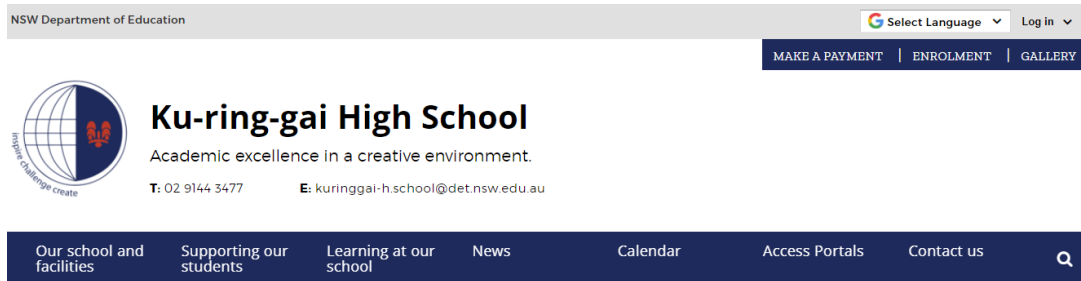 NSW Department of Education
Select Language
Log in
MAKE A PAYMENT | ENROLMENT | GALLERY
Ku-ring-gai High School
Academic excellence in a creative environment.
T: 02 9144 3477 E: kuringgai-h.school@det.nsw.edu.au
inspire challenge create
Our school and
facilities
Supporting our
students
Learning at our
school
News
Calendar
Access Portals
Contact us